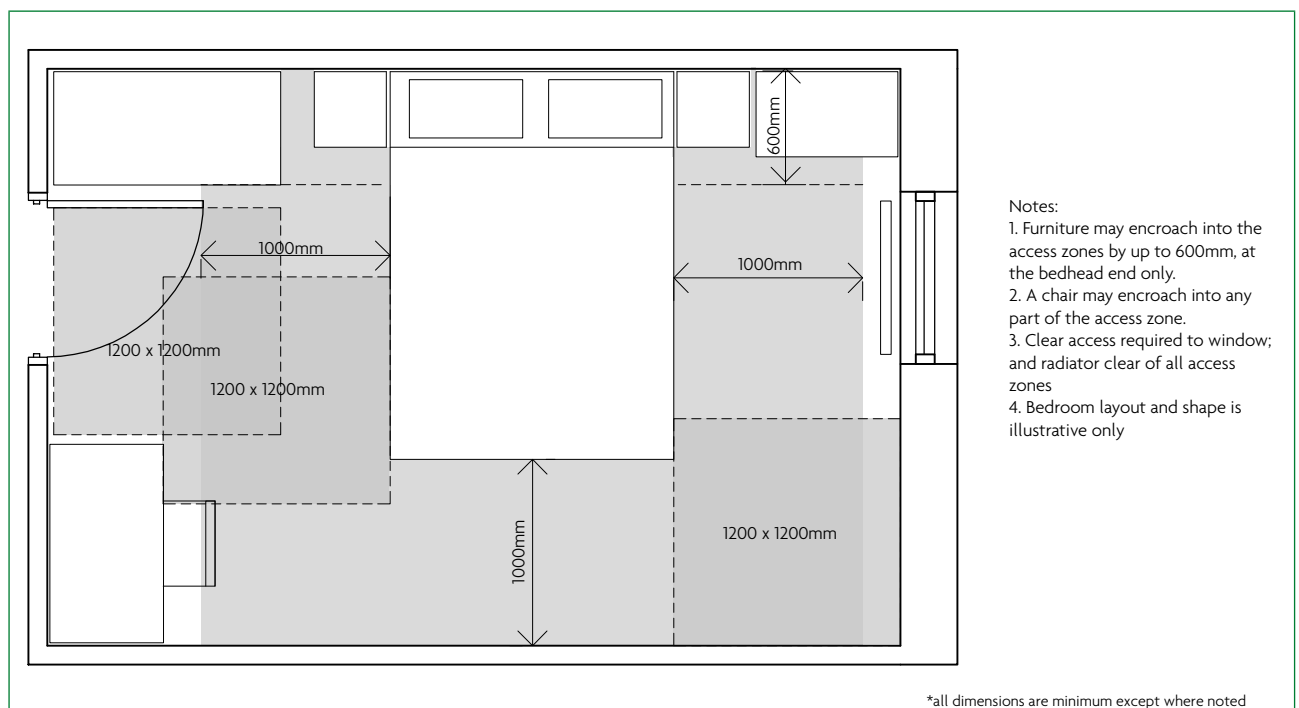 600mm
1000mm
1000mm
1200 x 1200mm
1200 x 1200mm
1000mm
1200 x 1200mm
Notes:
1. Furniture may encroach into the
access zones by up to 600mm, at
the bedhead end only.
2. A chair may encroach into any
part of the access zone.
3. Clear access required to window;
and radiator clear of all access
zones
4. Bedroom layout and shape is
illustrative only
*all dimensions are minimum except where noted